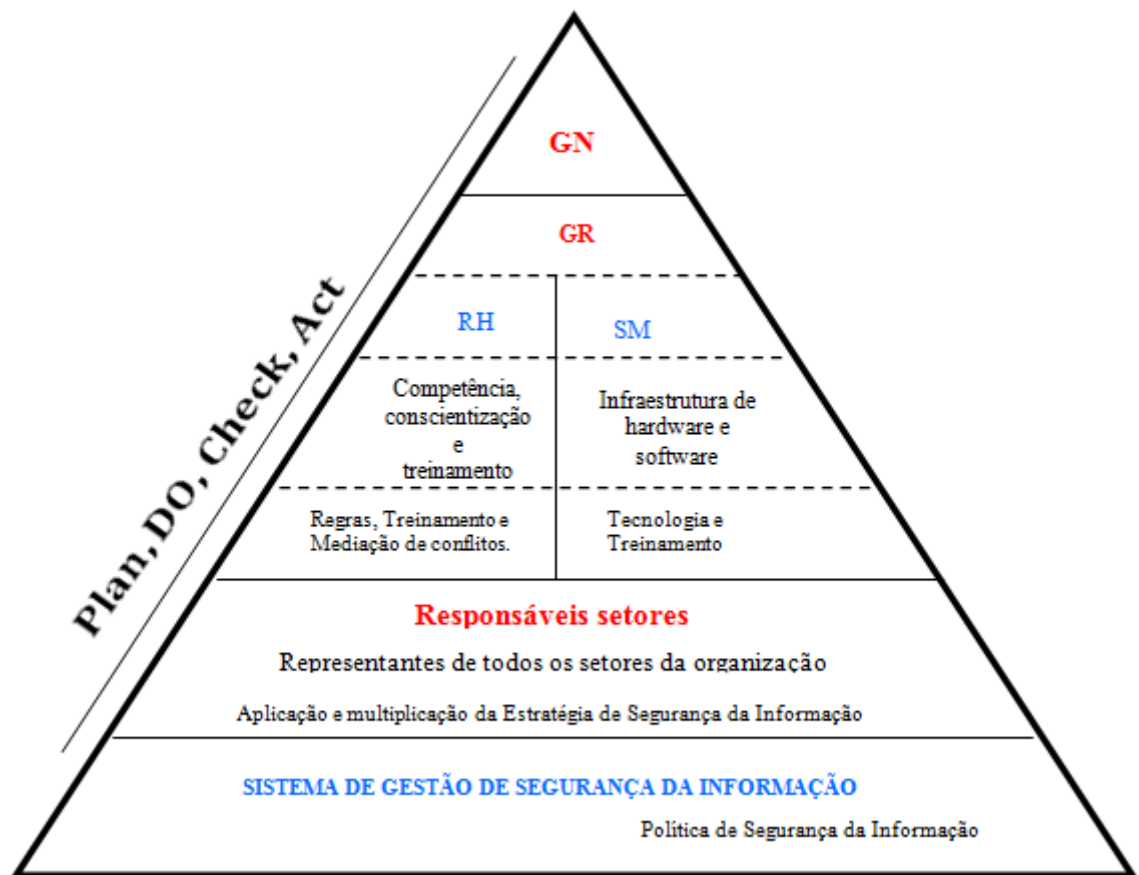 GN
GR
Plan, DO, Check, Act
RH
SM
Competência,
conscientização
e
treinamento
Infraestrutura de
hardware e
software
Regras, Treinamento e
Mediação de conflitos.
Tecnologia e
Treinamento
Responsáveis setores
Representantes de todos os setores da organização
Aplicação e multiplicação da Estratégia de Segurança da Informação
SISTEMA DE GESTÃO DE SEGURANÇA DA INFORMAÇÃO
Política de Segurança da Informação